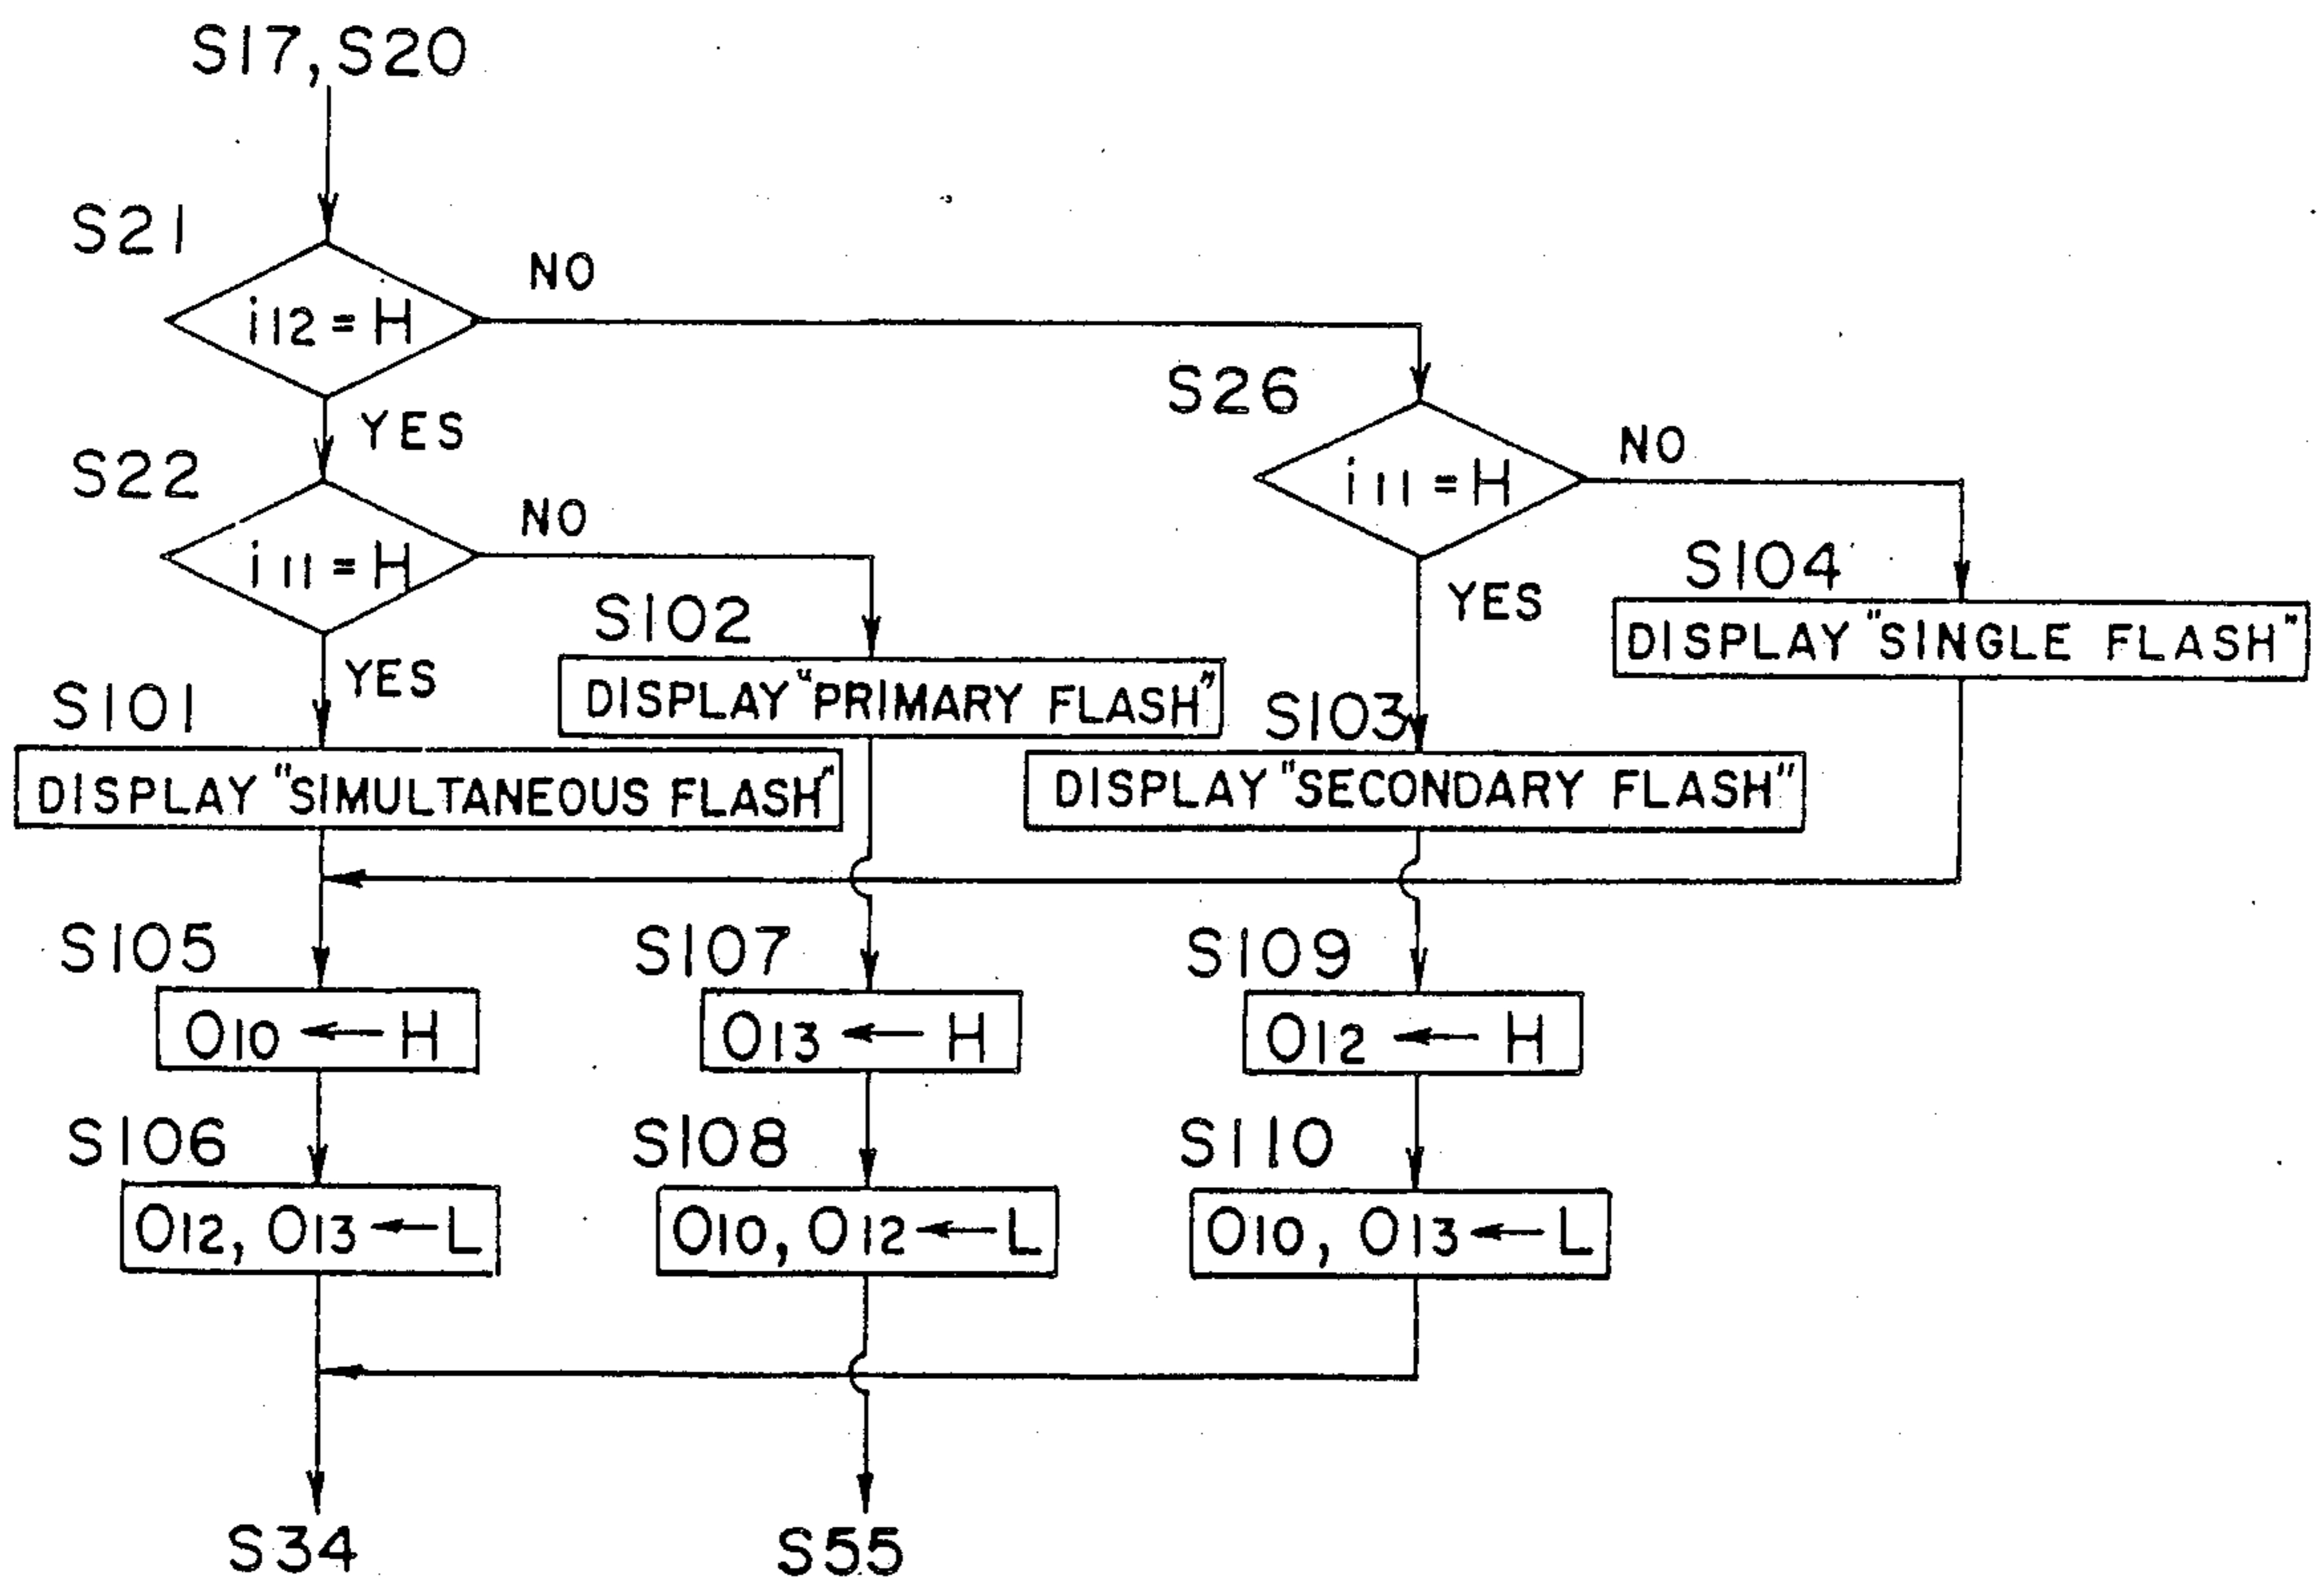 S17, S20
S21
i12 = H
NO
YES
S26
i11 = H
NO
YES
S22
i11 = H
NO
YES
S104
DISPLAY "SINGLE FLASH"
S102
DISPLAY "PRIMARY FLASH"
S101
DISPLAY "SIMULTANEOUS FLASH"
S103
DISPLAY "SECONDARY FLASH"
S105
O10 ← H
S107
O13 ← H
S109
O12 ← H
S106
O12, O13 ← L
S108
O10, O12 ← L
S110
O10, O13 ← L
S34
S55